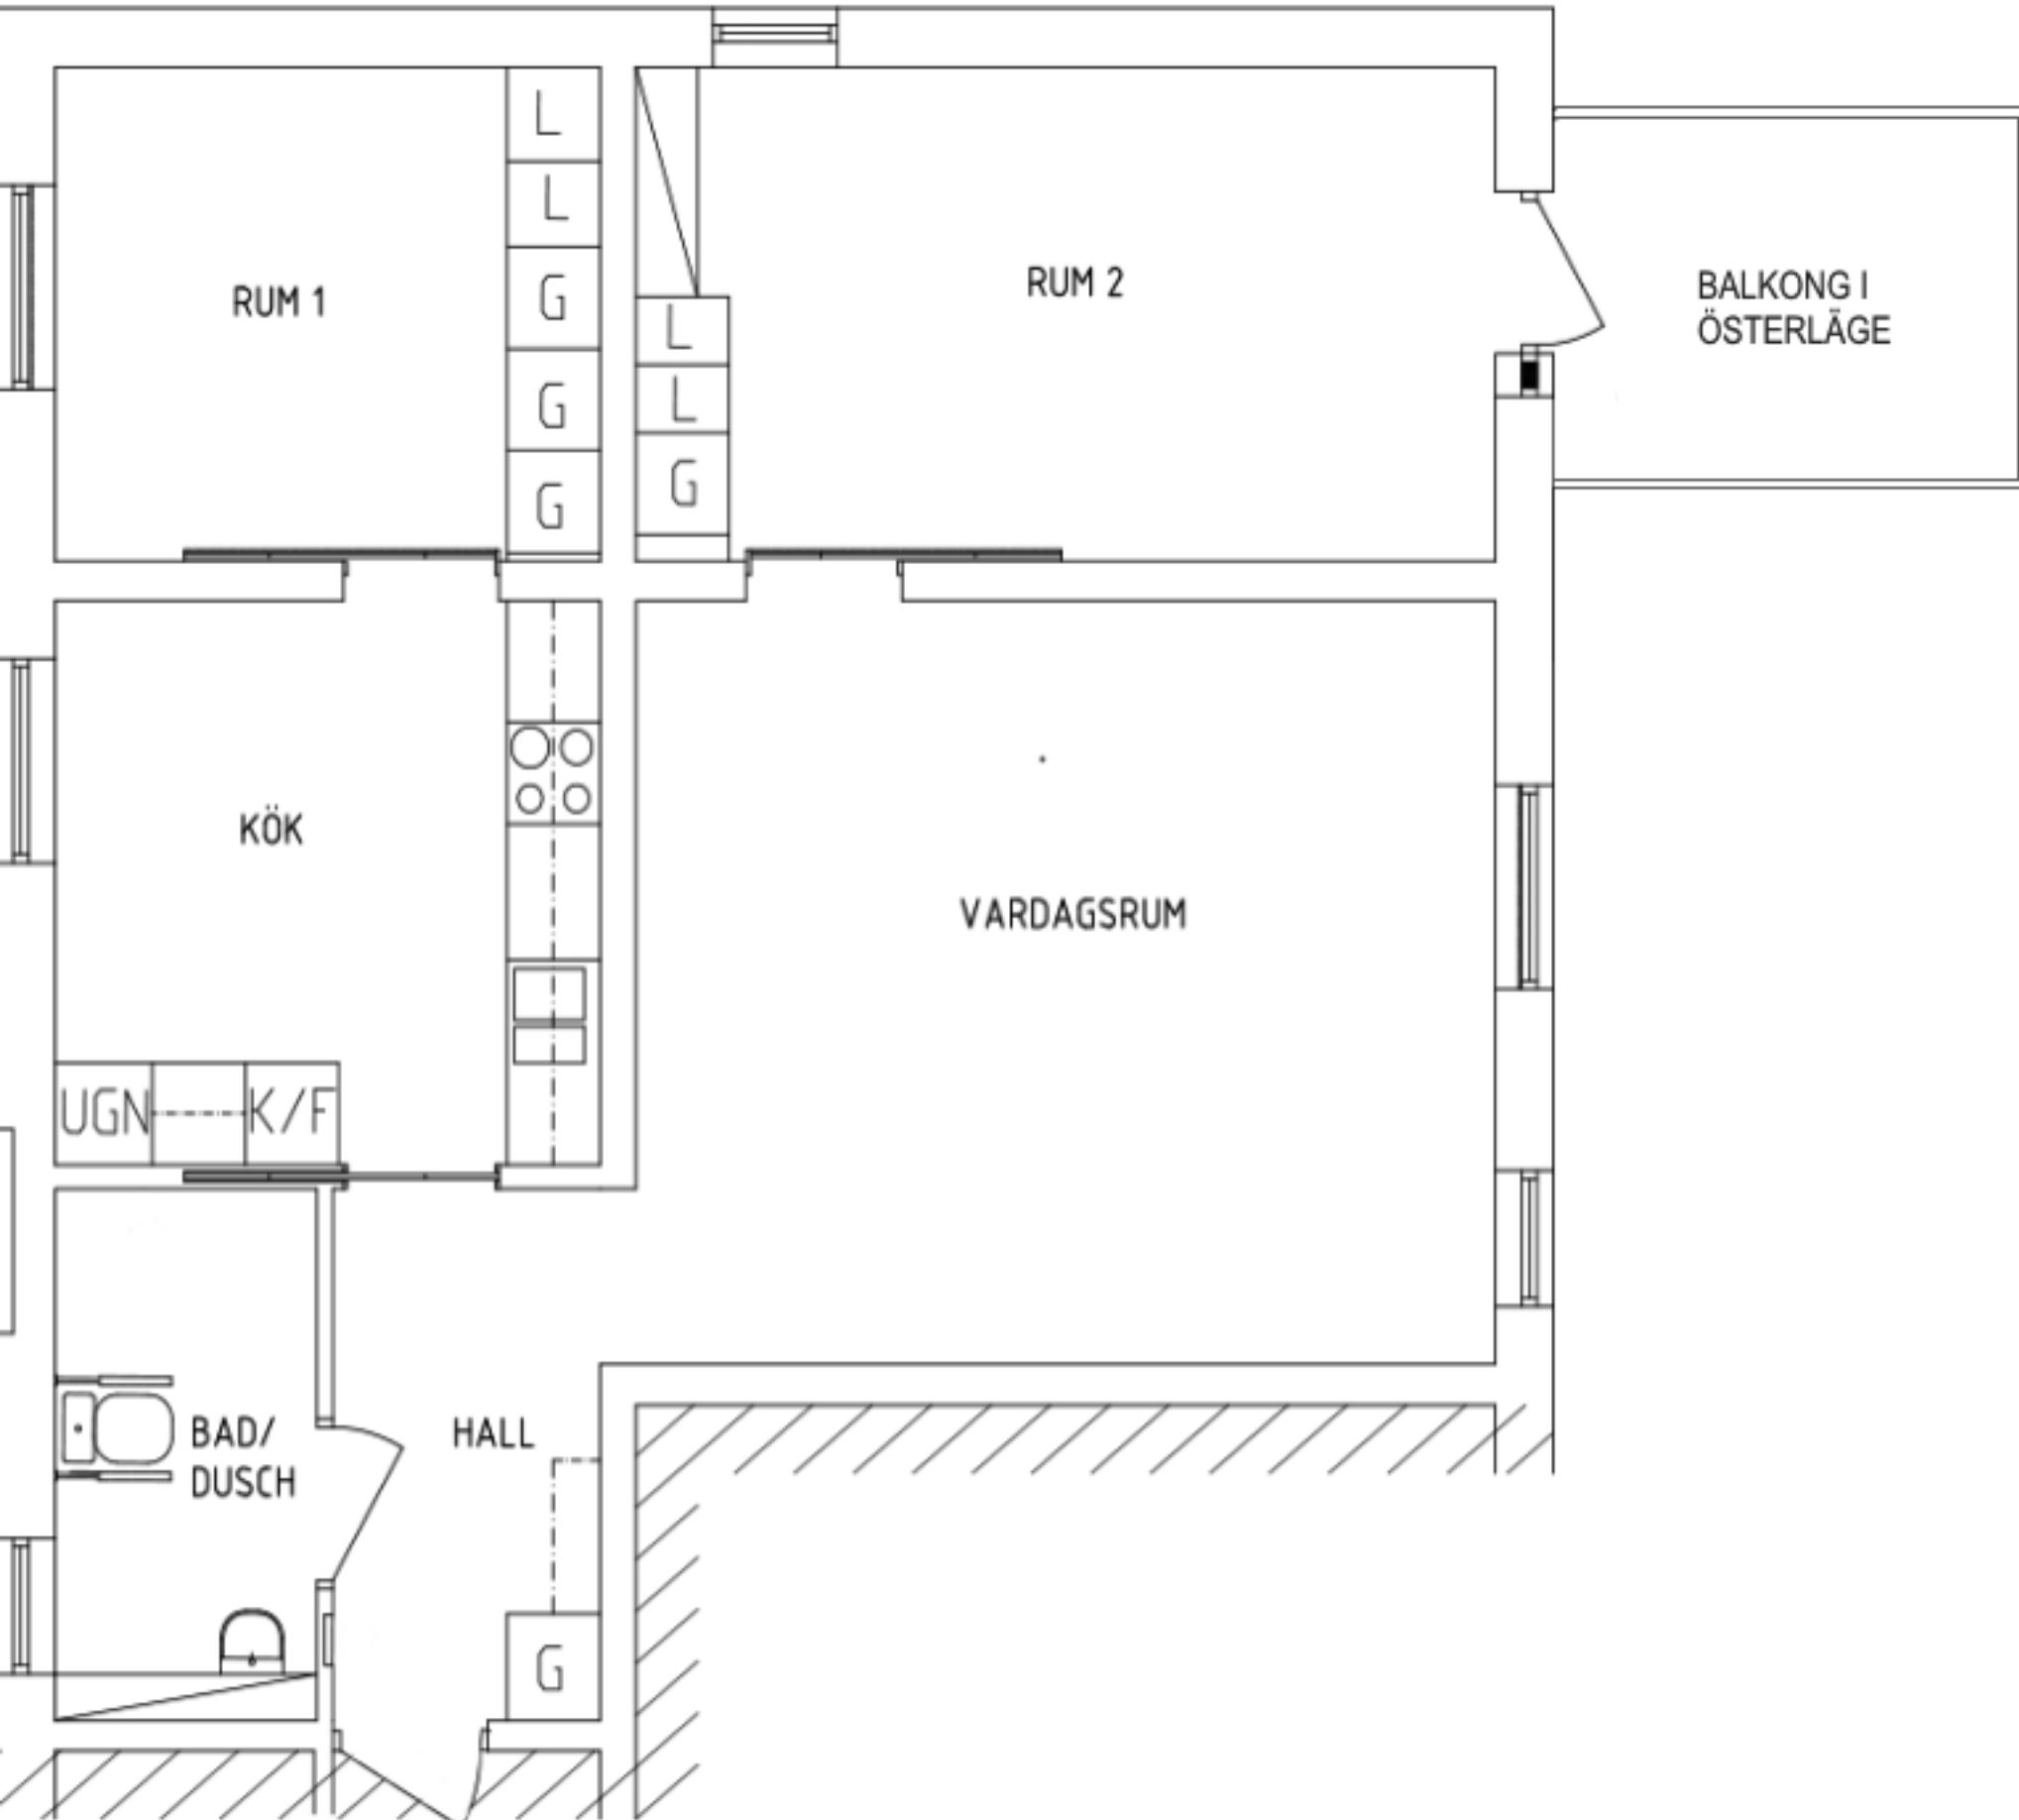 L
L
RUM 1
G
G
G
L
L
G
RUM 2
BALKONG I
ÖSTERLÄGE
KÖK
VARDAGSRUM
UGN
K/F
BAD/
DUSCH
HALL
G